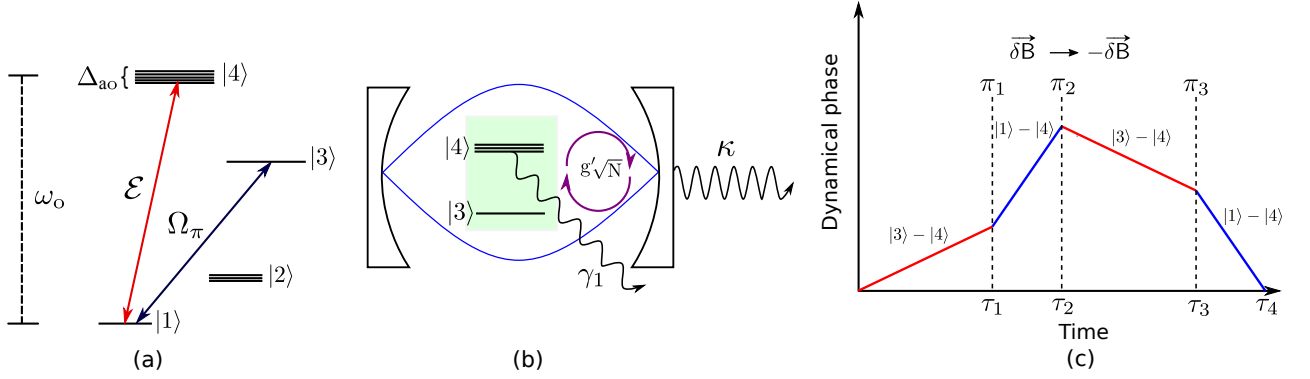 Δ_ao { |4⟩
|3⟩
ω_o
ℰ
Ω_π
|2⟩
|1⟩
(a)
|4⟩
g′√N
κ
|3⟩
γ_1
(b)
Dynamical phase
δB⃗ → −δB⃗
π_1 π_2 π_3
|1⟩ − |4⟩
|3⟩ − |4⟩
|1⟩ − |4⟩
|3⟩ − |4⟩
τ_1 τ_2 τ_3 τ_4
Time
(c)